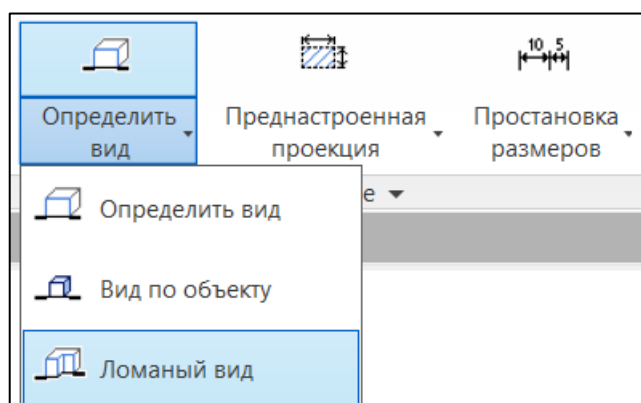 10 5
Определить вид
Преднастроенная проекция
Простановка размеров
е
Определить вид
Вид по объекту
Ломаный вид